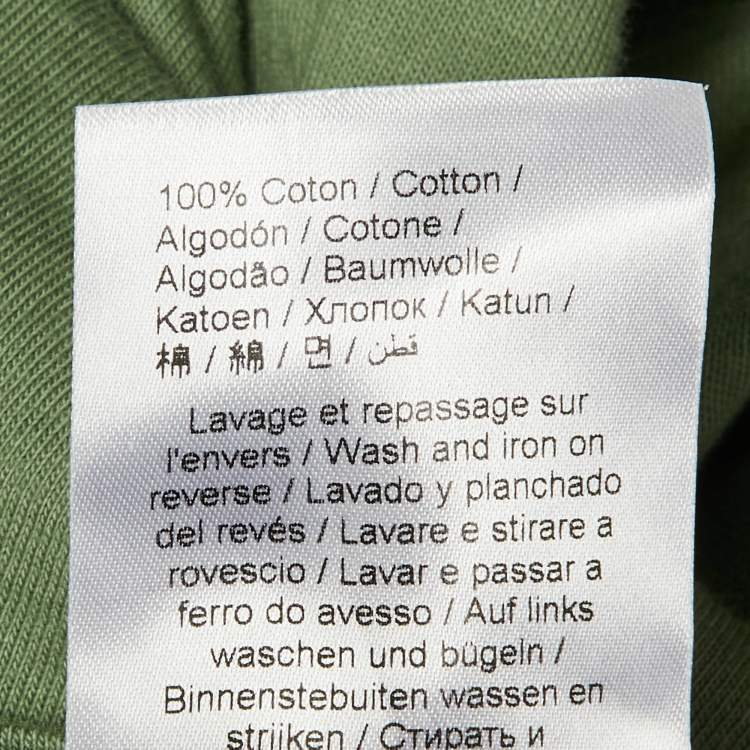 100% Coton / Cotton /
Algodón / Cotone /
Algodão / Baumwolle /
Katoen / Хлопок / Katun /
棉 / 綿 / 면 / قطن
Lavage et repassage sur
l'envers / Wash and iron on
reverse / Lavado y planchado
del revés / Lavare e stirare a
rovescio / Lavar e passar a
ferro do avesso / Auf links
waschen und bügeln /
Binnenstebuiten wassen en
strijken / Стирать и